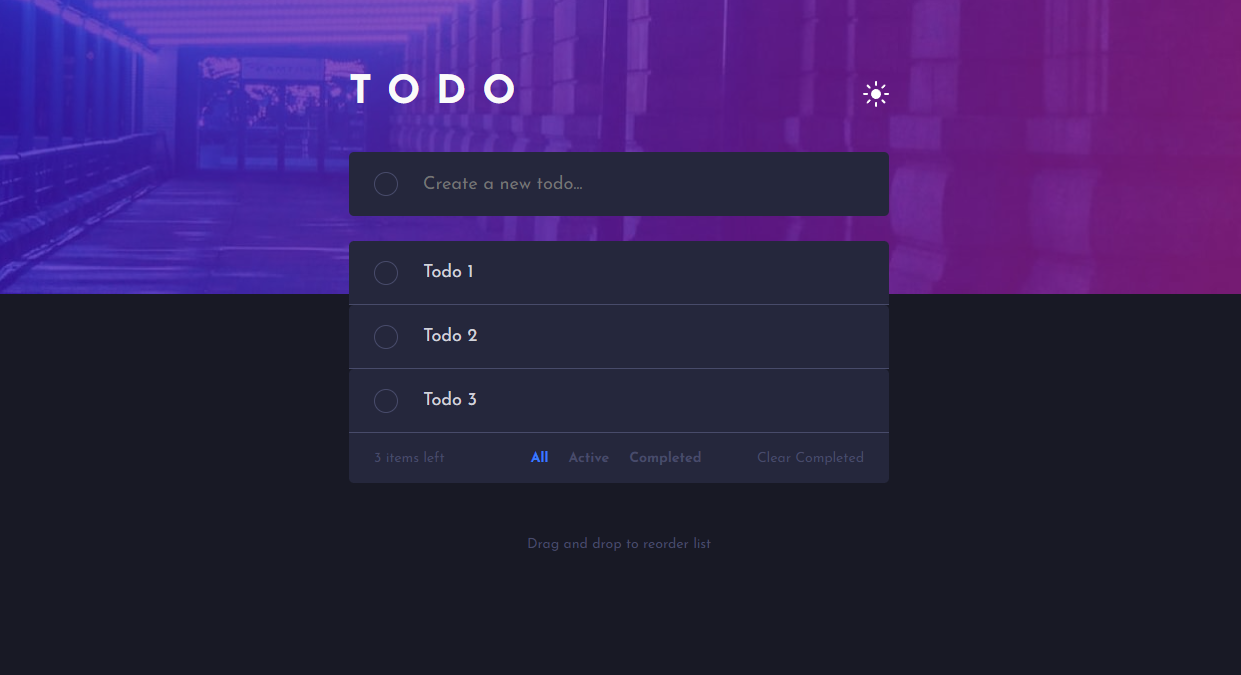 TODO
Create a new todo...
Todo 1
Todo 2
Todo 3
3 items left All Active Completed Clear Completed
Drag and drop to reorder list